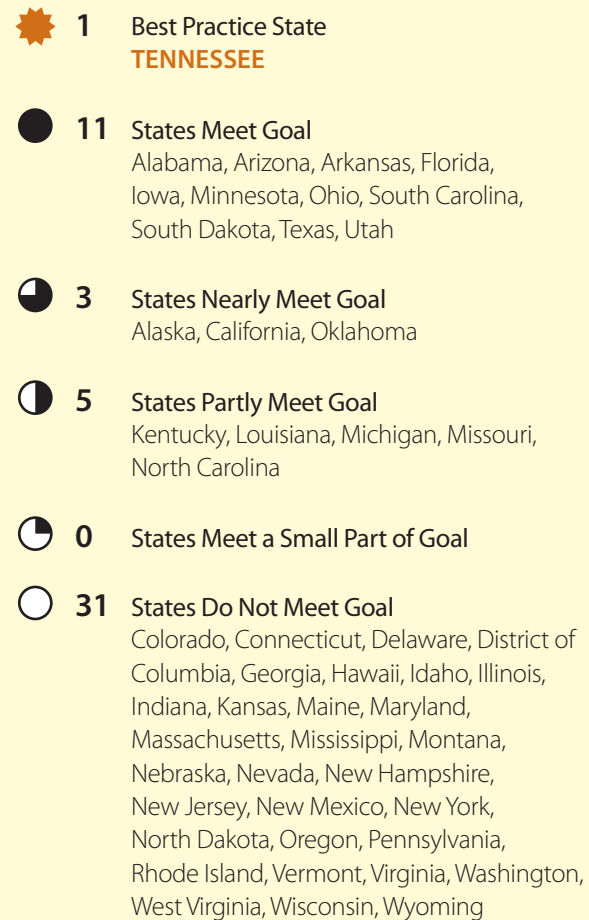 1 Best Practice State
TENNESSEE
11 States Meet Goal
Alabama, Arizona, Arkansas, Florida,
Iowa, Minnesota, Ohio, South Carolina,
South Dakota, Texas, Utah
3 States Nearly Meet Goal
Alaska, California, Oklahoma
5 States Partly Meet Goal
Kentucky, Louisiana, Michigan, Missouri,
North Carolina
0 States Meet a Small Part of Goal
31 States Do Not Meet Goal
Colorado, Connecticut, Delaware, District of
Columbia, Georgia, Hawaii, Idaho, Illinois,
Indiana, Kansas, Maine, Maryland,
Massachusetts, Mississippi, Montana,
Nebraska, Nevada, New Hampshire,
New Jersey, New Mexico, New York,
North Dakota, Oregon, Pennsylvania,
Rhode Island, Vermont, Virginia, Washington,
West Virginia, Wisconsin, Wyoming